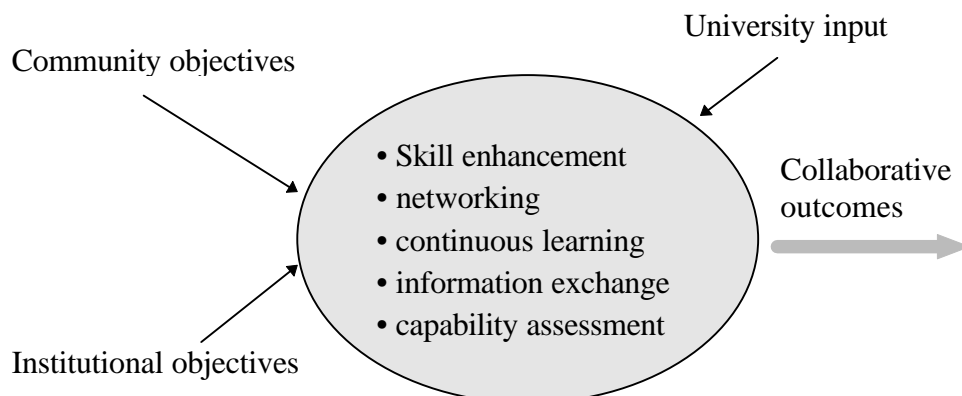 University input
Community objectives
• Skill enhancement
• networking
• continuous learning
• information exchange
• capability assessment
Collaborative
outcomes
Institutional objectives